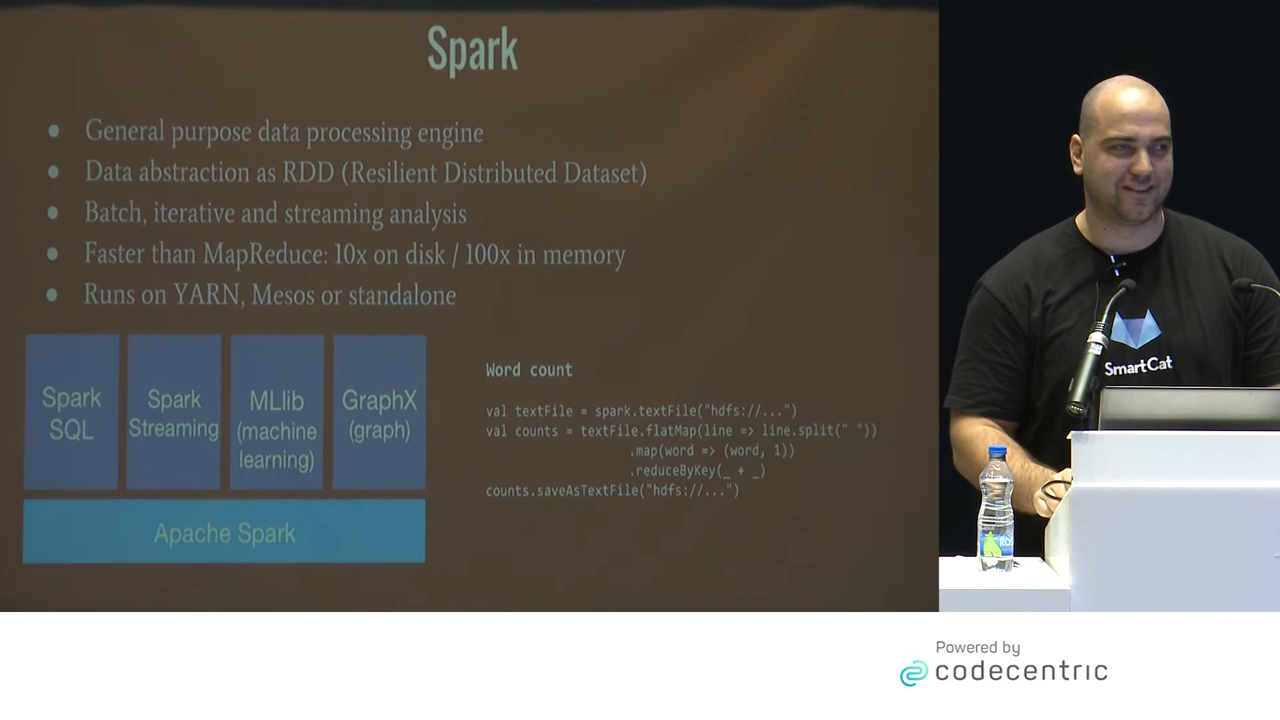 Spark
● General purpose data processing engine
● Data abstraction as RDD (Resilient Distributed Dataset)
● Batch, iterative and streaming analysis
● Faster than MapReduce: 10x on disk / 100x in memory
● Runs on YARN, Mesos or standalone
Spark
SQL
Spark
Streaming
MLlib
(machine
learning)
GraphX
(graph)
Apache Spark
Word count
val textFile = spark.textFile("hdfs://...")
val counts = textFile.flatMap(line => line.split(" "))
.map(word => (word, 1))
.reduceByKey(_ + _)
counts.saveAsTextFile("hdfs://...")
SmartCat
Powered by
codecentric